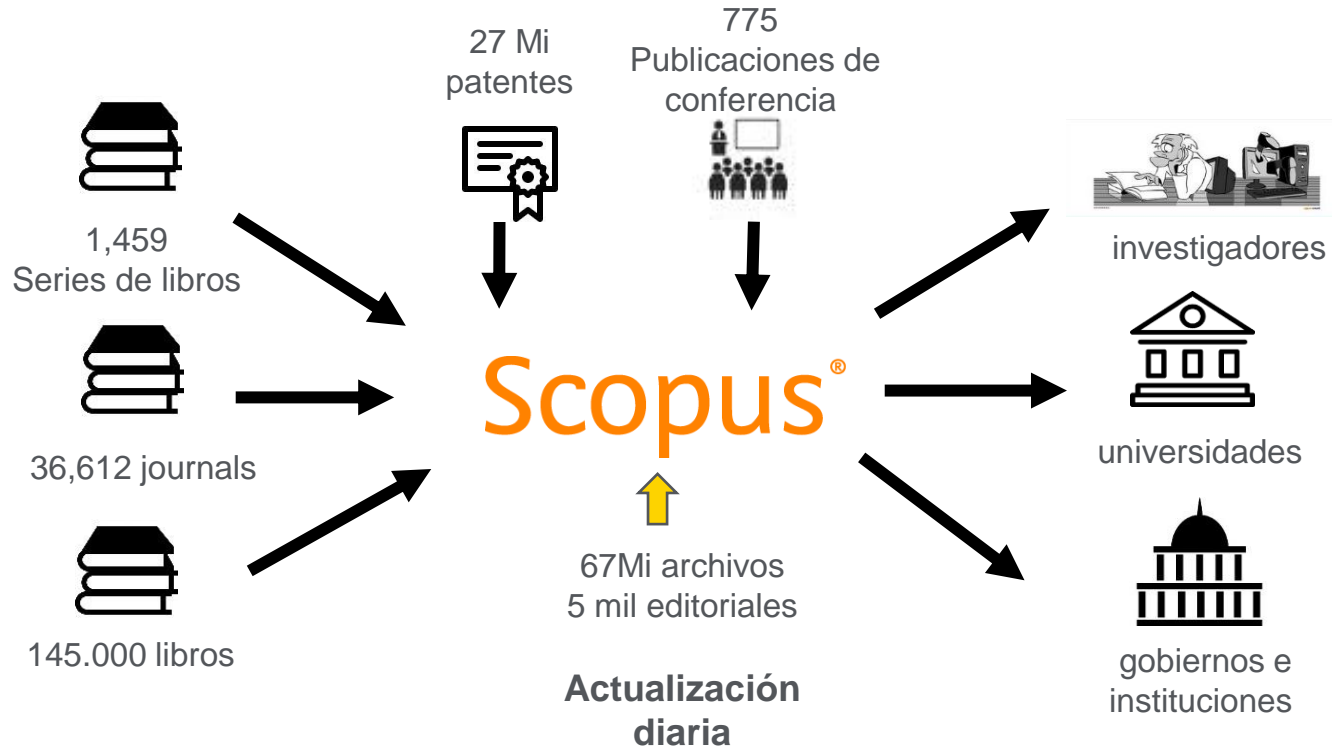 27 Mi
patentes
775
Publicaciones de
conferencia
1,459
Series de libros
36,612 journals
145.000 libros
Scopus®
67Mi archivos
5 mil editoriales
Actualización
diaria
investigadores
universidades
gobiernos e
instituciones